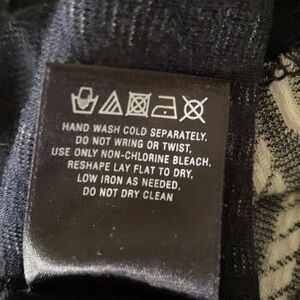 HAND WASH COLD SEPARATELY,
DO NOT WRING OR TWIST,
USE ONLY NON-CHLORINE BLEACH,
RESHAPE LAY FLAT TO DRY.
LOW IRON AS NEEDED,
DO NOT DRY CLEAN